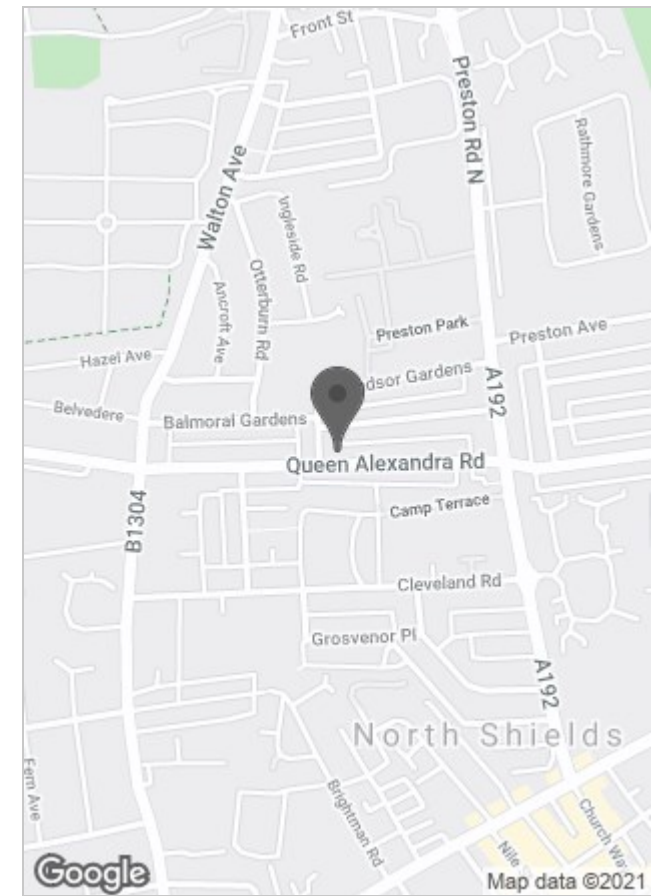 Front St
Preston Rd N
Rathmore Gardens
Walton Ave
Ingleside Rd
Otterburn Rd
Ancroft Ave
Preston Park
Preston Ave
Hazel Ave
dsor Gardens
A192
Belvedere
Balmoral Gardens
Queen Alexandra Rd
B1304
Camp Terrace
Cleveland Rd
Grosvenor Pl
A192
North Shields
Fern Ave
Brightman Rd
Nile
Church Wa
Google
Map data ©2021